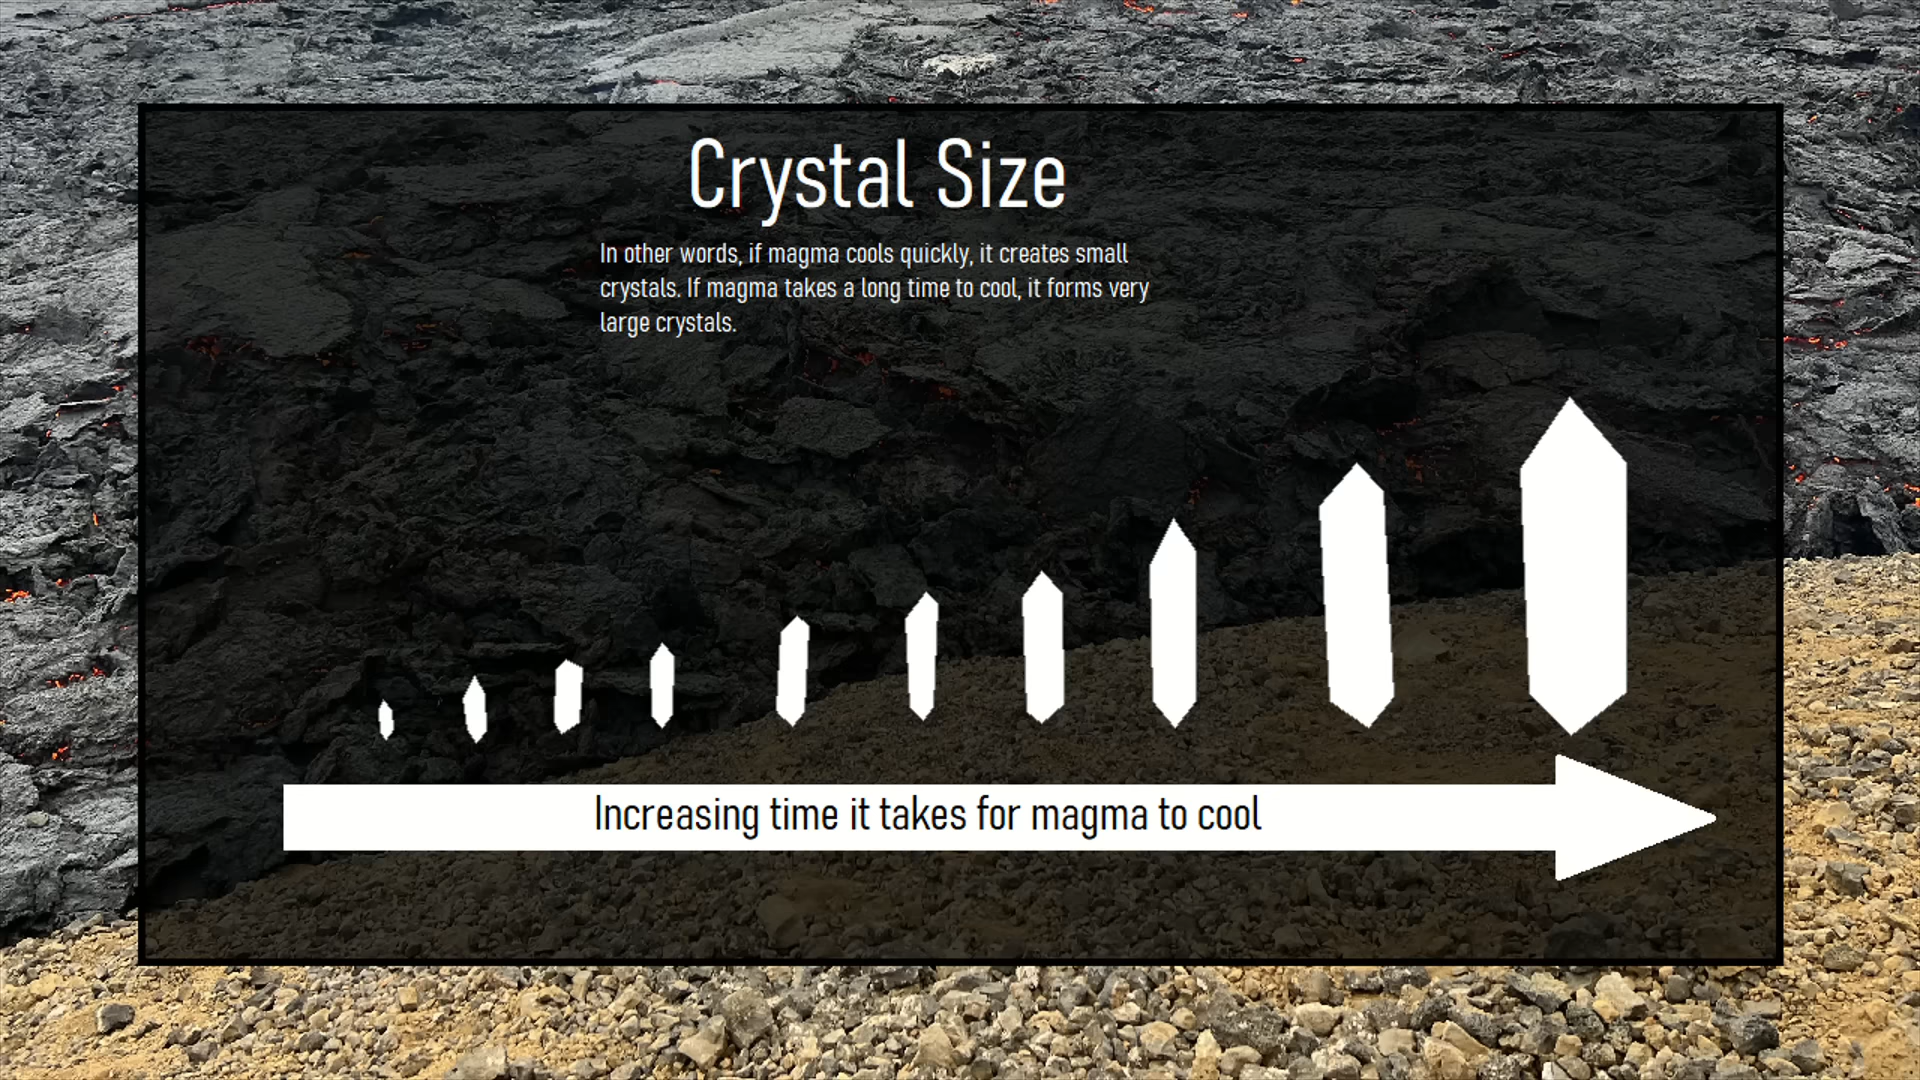 Crystal Size
In other words, if magma cools quickly, it creates small
crystals. If magma takes a long time to cool, it forms very
large crystals.
Increasing time it takes for magma to cool